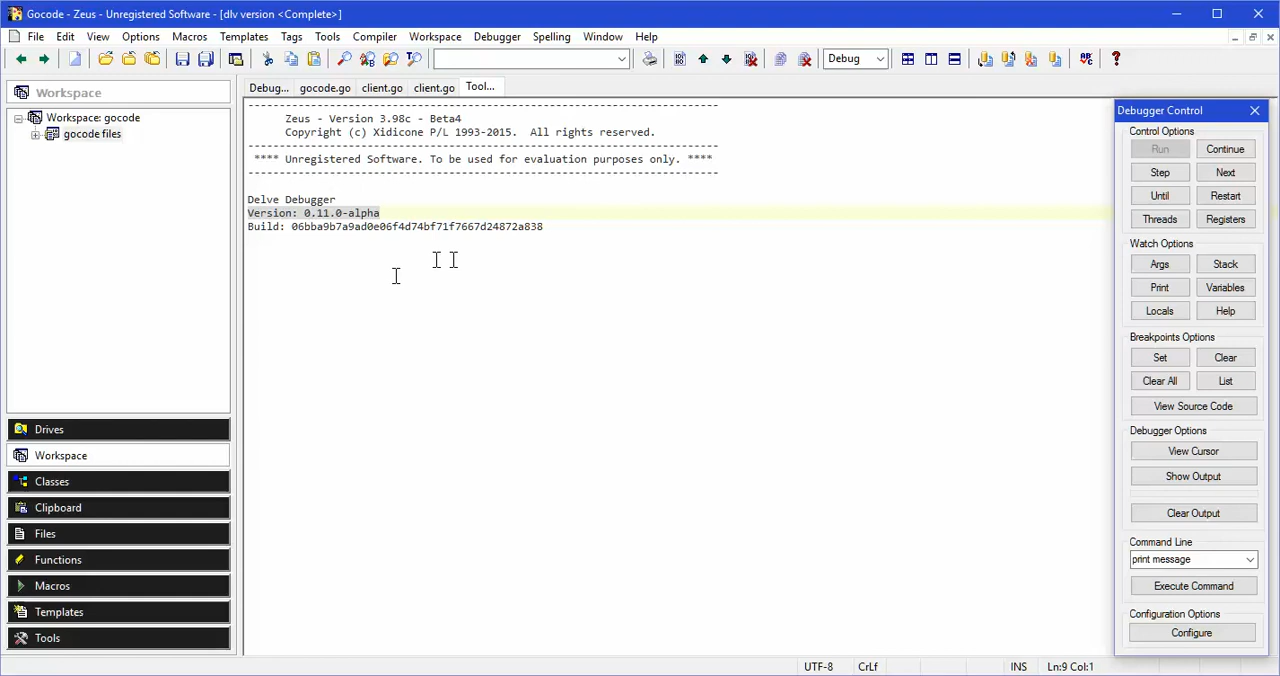 Gocode - Zeus - Unregistered Software - [dlv version <Complete>]
File Edit View Options Macros Templates Tags Tools Compiler Workspace Debugger Spelling Window Help
Debug
Workspace
Workspace: gocode
gocode files
Drives
Workspace
Classes
Clipboard
Files
Functions
Macros
Templates
Tools
Debug... gocode.go client.go client.go Tool...
--------------------------------------------------------------------------
Zeus - Version 3.98c - Beta4
Copyright (c) Xidicone P/L 1993-2015. All rights reserved.
--------------------------------------------------------------------------
**** Unregistered Software. To be used for evaluation purposes only. ****
--------------------------------------------------------------------------
Delve Debugger
Version: 0.11.0-alpha
Build: 06bba9b7a9ad0e06f4d74bf71f7667d24872a838
Debugger Control
Control Options
Run Continue
Step Next
Until Restart
Threads Registers
Watch Options
Args Stack
Print Variables
Locals Help
Breakpoints Options
Set Clear
Clear All List
View Source Code
Debugger Options
View Cursor
Show Output
Clear Output
Command Line
print message
Execute Command
Configuration Options
Configure
UTF-8 CrLf INS Ln:9 Col:1